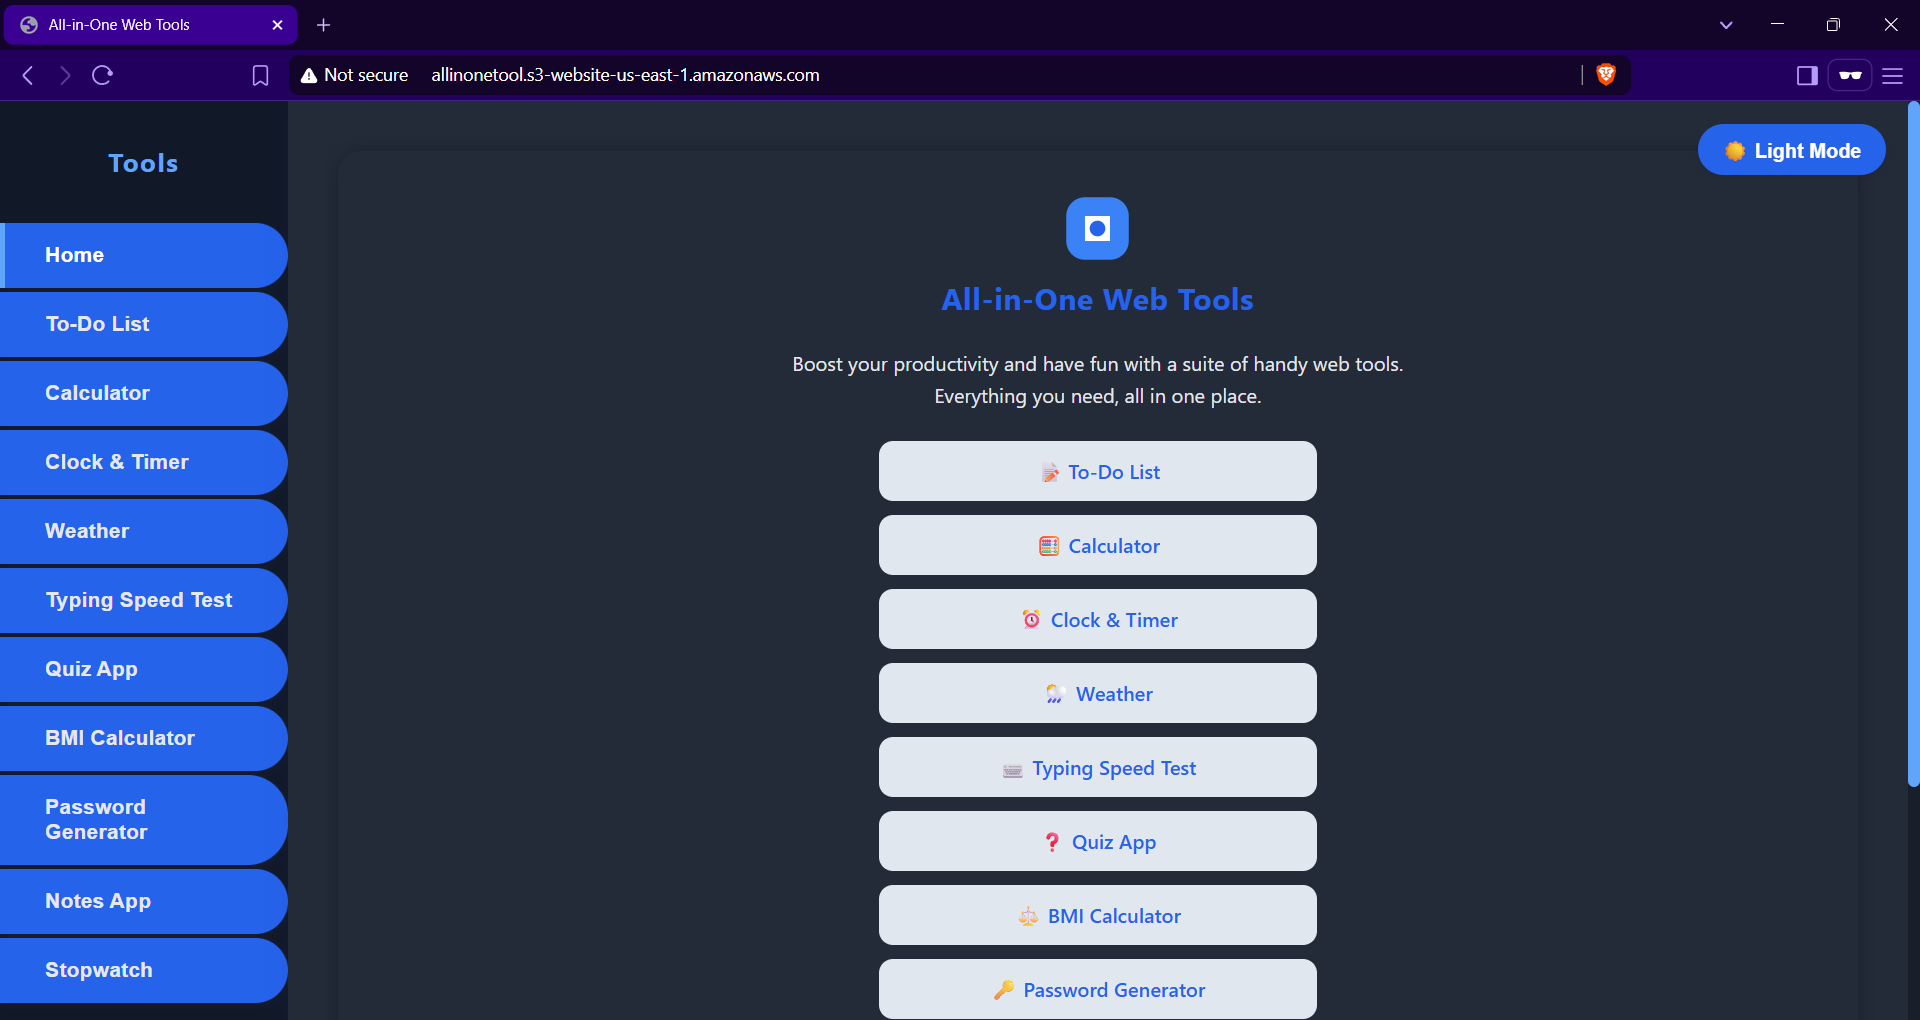 All-in-One Web Tools
Not secure
allinonetool.s3-website-us-east-1.amazonaws.com
Tools
Home
To-Do List
Calculator
Clock & Timer
Weather
Typing Speed Test
Quiz App
BMI Calculator
Password
Generator
Notes App
Stopwatch
Light Mode
All-in-One Web Tools
Boost your productivity and have fun with a suite of handy web tools.
Everything you need, all in one place.
To-Do List
Calculator
Clock & Timer
Weather
Typing Speed Test
Quiz App
BMI Calculator
Password Generator